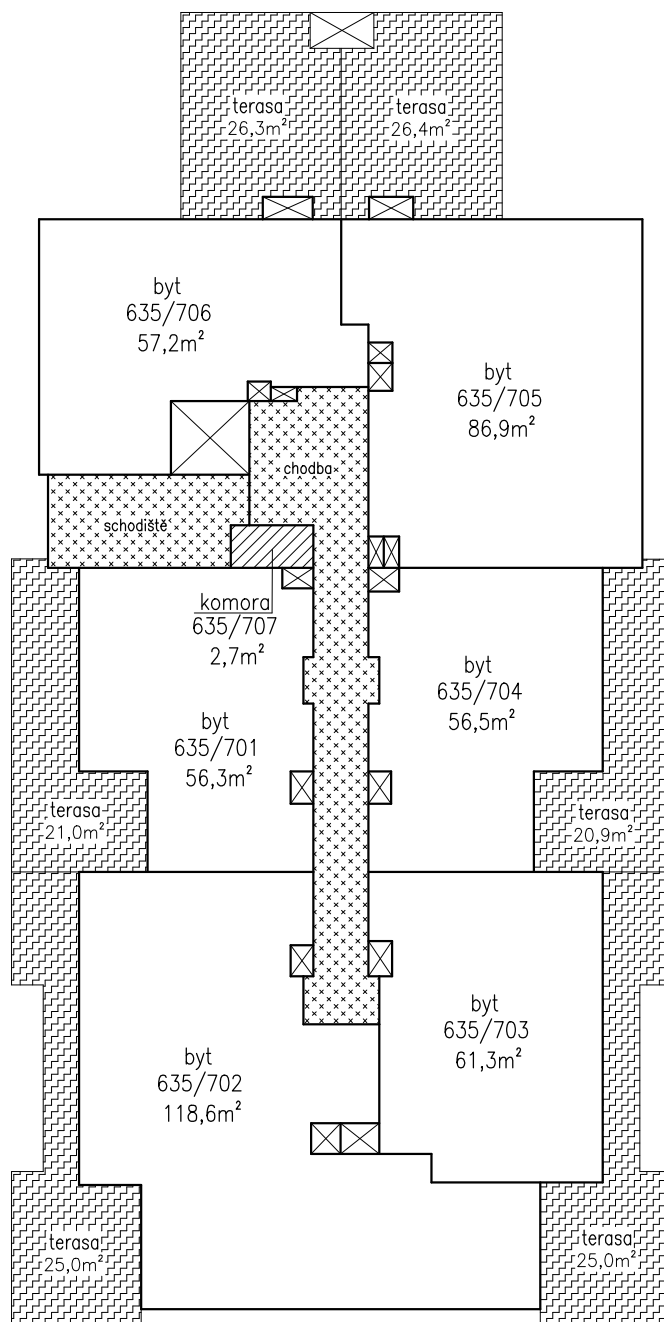 terasa
26,3m²
terasa
26,4m²
byt
635/706
57,2m²
byt
635/705
86,9m²
chodba
schodiště
komora
635/707
2,7m²
byt
635/704
56,5m²
byt
635/701
56,3m²
terasa
21,0m²
terasa
20,9m²
byt
635/703
61,3m²
byt
635/702
118,6m²
terasa
25,0m²
terasa
25,0m²